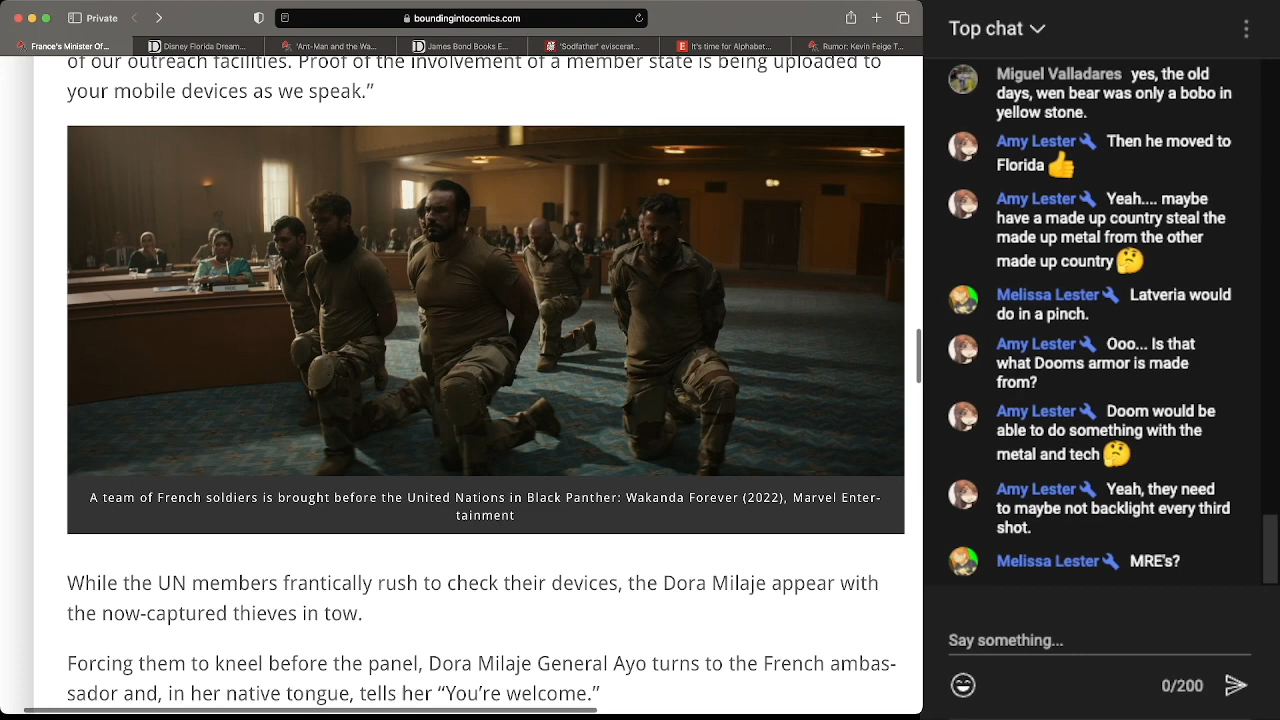 Private
boundingintocomics.com
France's Minister Of...
Disney Florida Dream...
'Ant-Man and the Wa...
James Bond Books E...
'Sodfather' eviscerat...
It's time for Alphabet...
Rumor: Kevin Feige T...
of our outreach facilities. Proof of the involvement of a member state is being uploaded to
your mobile devices as we speak.”
A team of French soldiers is brought before the United Nations in Black Panther: Wakanda Forever (2022), Marvel Enter-
tainment
While the UN members frantically rush to check their devices, the Dora Milaje appear with
the now-captured thieves in tow.
Forcing them to kneel before the panel, Dora Milaje General Ayo turns to the French ambas-
sador and, in her native tongue, tells her “You’re welcome.”
Top chat
Miguel Valladares yes, the old
days, wen bear was only a bobo in
yellow stone.
Amy Lester Then he moved to
Florida 👍
Amy Lester Yeah.... maybe
have a made up country steal the
made up metal from the other
made up country 🤔
Melissa Lester Latveria would
do in a pinch.
Amy Lester Ooo... Is that
what Dooms armor is made
from?
Amy Lester Doom would be
able to do something with the
metal and tech 🤔
Amy Lester Yeah, they need
to maybe not backlight every third
shot.
Melissa Lester MRE's?
Say something...
0/200